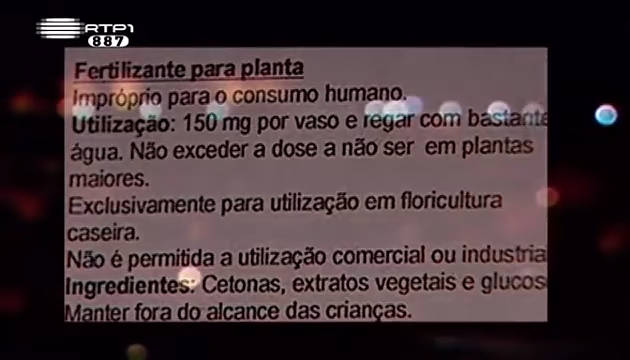 RTP1
887
Fertilizante para planta
Impróprio para o consumo humano.
Utilização: 150 mg por vaso e regar com bastante
água. Não exceder a dose a não ser em plantas
maiores.
Exclusivamente para utilização em floricultura
caseira.
Não é permitida a utilização comercial ou industria
Ingredientes: Cetonas, extratos vegetais e glucos
Manter fora do alcance das crianças.